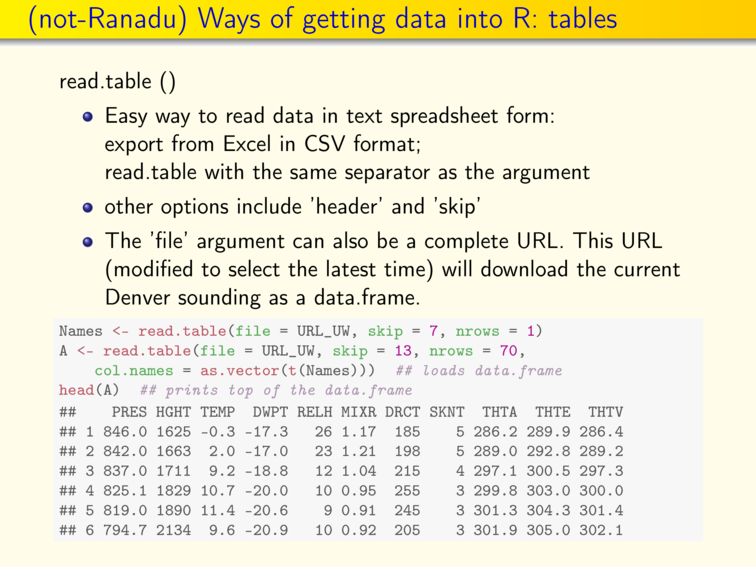 (not-Ranadu) Ways of getting data into R: tables
read.table ()
Easy way to read data in text spreadsheet form:
export from Excel in CSV format;
read.table with the same separator as the argument
other options include 'header' and 'skip'
The 'file' argument can also be a complete URL. This URL
(modified to select the latest time) will download the current
Denver sounding as a data.frame.
Names <- read.table(file = URL_UW, skip = 7, nrows = 1)
A <- read.table(file = URL_UW, skip = 13, nrows = 70,
    col.names = as.vector(t(Names)))  ## loads data.frame
head(A)  ## prints top of the data.frame
##    PRES HGHT TEMP  DWPT RELH MIXR DRCT SKNT  THTA  THTE  THTV
## 1 846.0 1625 -0.3 -17.3   26 1.17  185    5 286.2 289.9 286.4
## 2 842.0 1663  2.0 -17.0   23 1.21  198    5 289.0 292.8 289.2
## 3 837.0 1711  9.2 -18.8   12 1.04  215    4 297.1 300.5 297.3
## 4 825.1 1829 10.7 -20.0   10 0.95  255    3 299.8 303.0 300.0
## 5 819.0 1890 11.4 -20.6    9 0.91  245    3 301.3 304.3 301.4
## 6 794.7 2134  9.6 -20.9   10 0.92  205    3 301.9 305.0 302.1